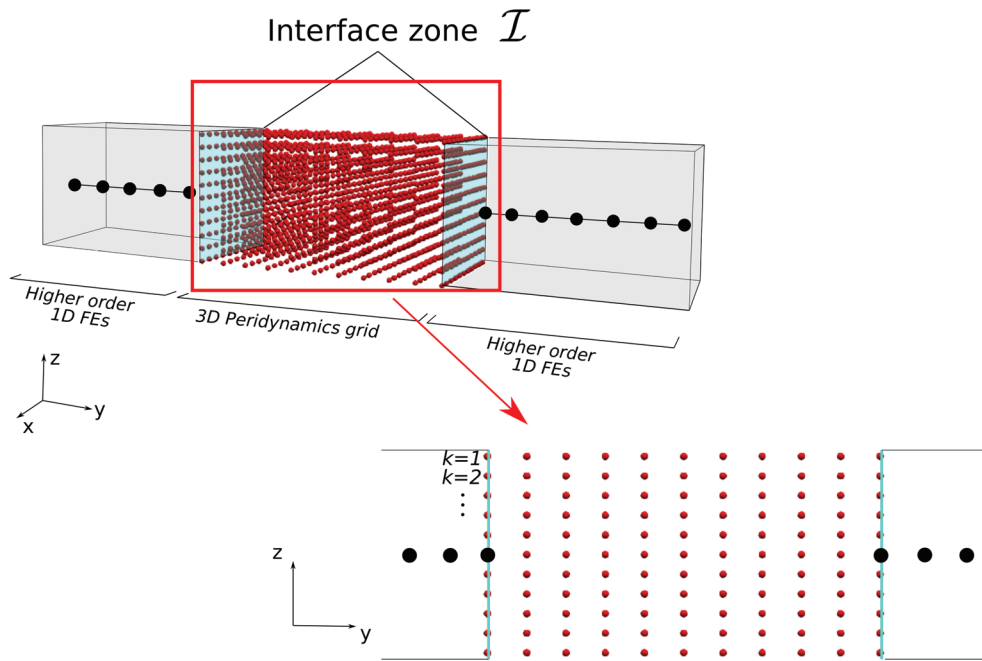 Interface zone ℐ
Higher order
1D FEs
3D Peridynamics grid
Higher order
1D FEs
z
y
x
k=1
k=2
⋮
z
y